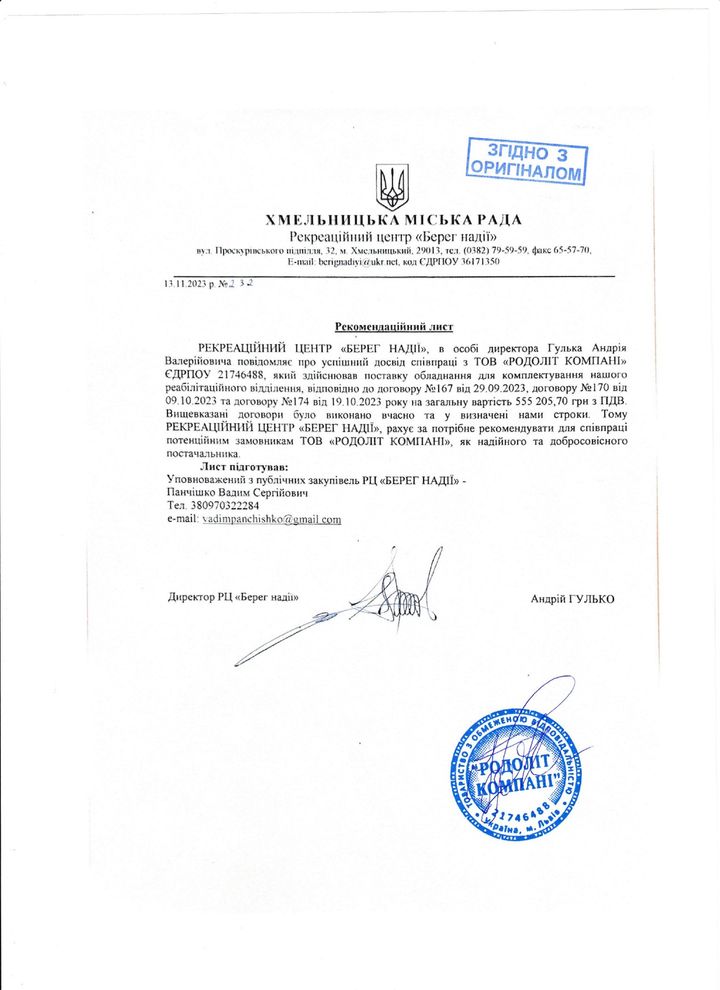 ЗГІДНО З
ОРИГІНАЛОМ
ХМЕЛЬНИЦЬКА МІСЬКА РАДА
Рекреаційний центр «Берег надії»
вул. Проскурівського підпілля, 32, м. Хмельницький, 29013, тел. (0382) 79-59-59, факс 65-57-70,
E-mail: berignadiyi@ukr.net, код ЄДРПОУ 36171350
13.11.2023 р. № 232
Рекомендаційний лист
РЕКРЕАЦІЙНИЙ ЦЕНТР «БЕРЕГ НАДІЇ», в особі директора Гулька Андрія
Валерійовича повідомляє про успішний досвід співпраці з ТОВ «РОДОЛІТ КОМПАНІ»
ЄДРПОУ 21746488, який здійснював поставку обладнання для комплектування нашого
реабілітаційного відділення, відповідно до договору №167 від 29.09.2023, договору №170 від
09.10.2023 та договору №174 від 19.10.2023 року на загальну вартість 555 205,70 грн з ПДВ.
Вищевказані договори було виконано вчасно та у визначені нами строки. Тому
РЕКРЕАЦІЙНИЙ ЦЕНТР «БЕРЕГ НАДІЇ», рахує за потрібне рекомендувати для співпраці
потенційним замовникам ТОВ «РОДОЛІТ КОМПАНІ», як надійного та добросовісного
постачальника.
Лист підготував:
Уповноважений з публічних закупівель РЦ «БЕРЕГ НАДІЇ» -
Панчішко Вадим Сергійович
Тел. 380970322284
e-mail: vadimpanchishko@gmail.com
Директор РЦ «Берег надії» Андрій ГУЛЬКО
ТОВАРИСТВО З ОБМЕЖЕНОЮ ВІДПОВІДАЛЬНІСТЮ
"РОДОЛІТ
КОМПАНІ"
21746488
Україна, м. Львів